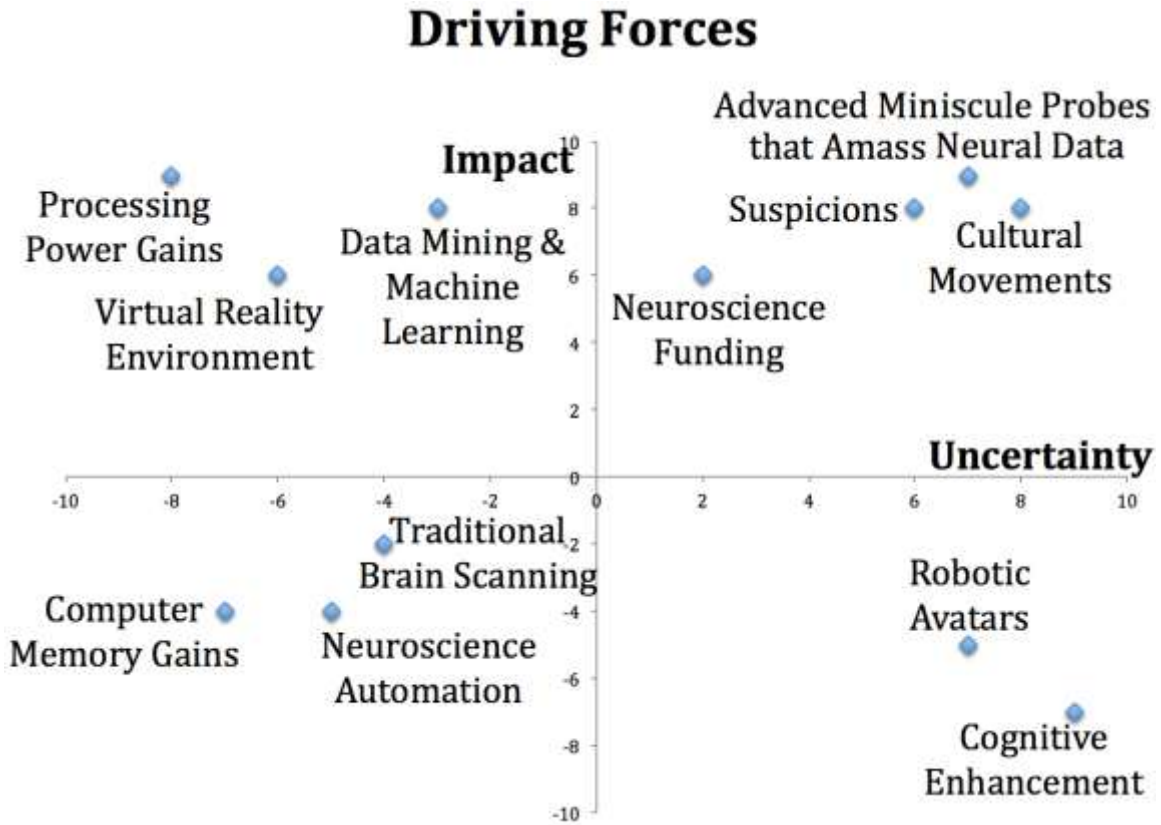 Driving Forces
Advanced Miniscule Probes
that Amass Neural Data
Impact
10
Processing
Power Gains
Data Mining &
Machine
Learning
8
Suspicions
Cultural
Movements
Virtual Reality
Environment
6
Neuroscience
Funding
4
2
Uncertainty
0
-10
-8
-6
-4
-2
0
2
4
6
8
10
Traditional
Brain Scanning
-2
Computer
Memory Gains
-4
Neuroscience
Automation
Robotic
Avatars
-6
-8
Cognitive
Enhancement
-10